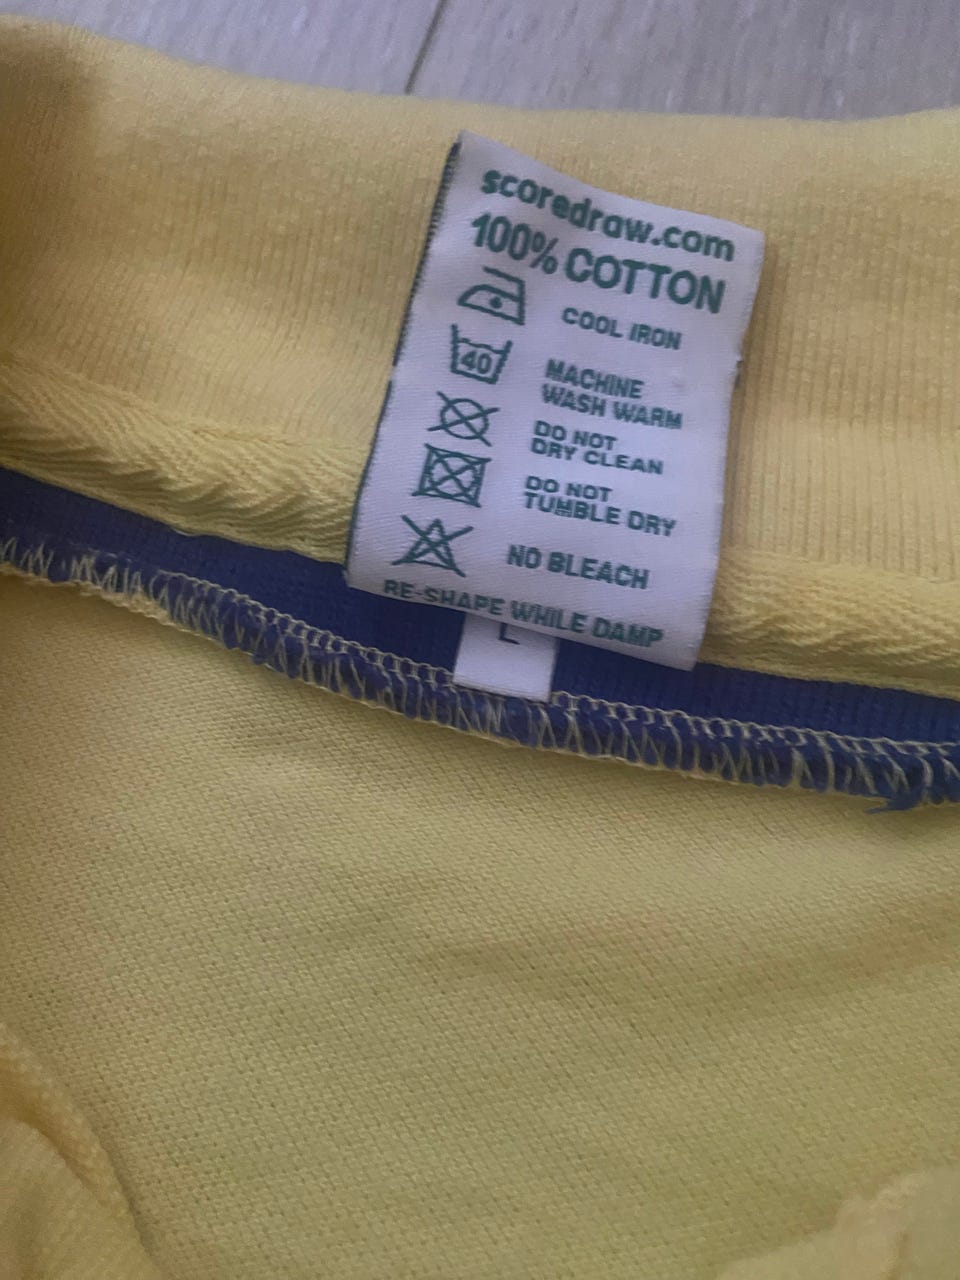 scoredraw.com
100% COTTON
COOL IRON
40
MACHINE
WASH WARM
DO NOT
DRY CLEAN
DO NOT
TUMBLE DRY
NO BLEACH
RE-SHAPE WHILE DAMP
L